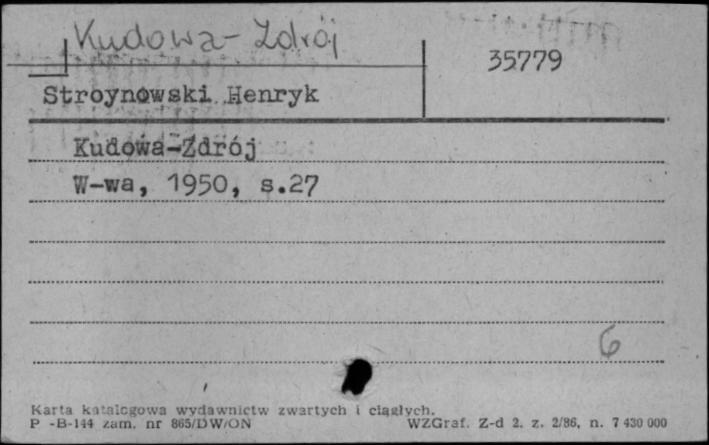 Kudowa-Zdrój
35779
Stroynowski Henryk
Kudowa-Zdrój
W-wa, 1950, s.27
6
Karta katalogowa wydawnictw zwartych i ciągłych.
P -B-144 zam. nr 865/DW/ON WZGraf. Z-d 2. z. 2/86, n. 7 430 000